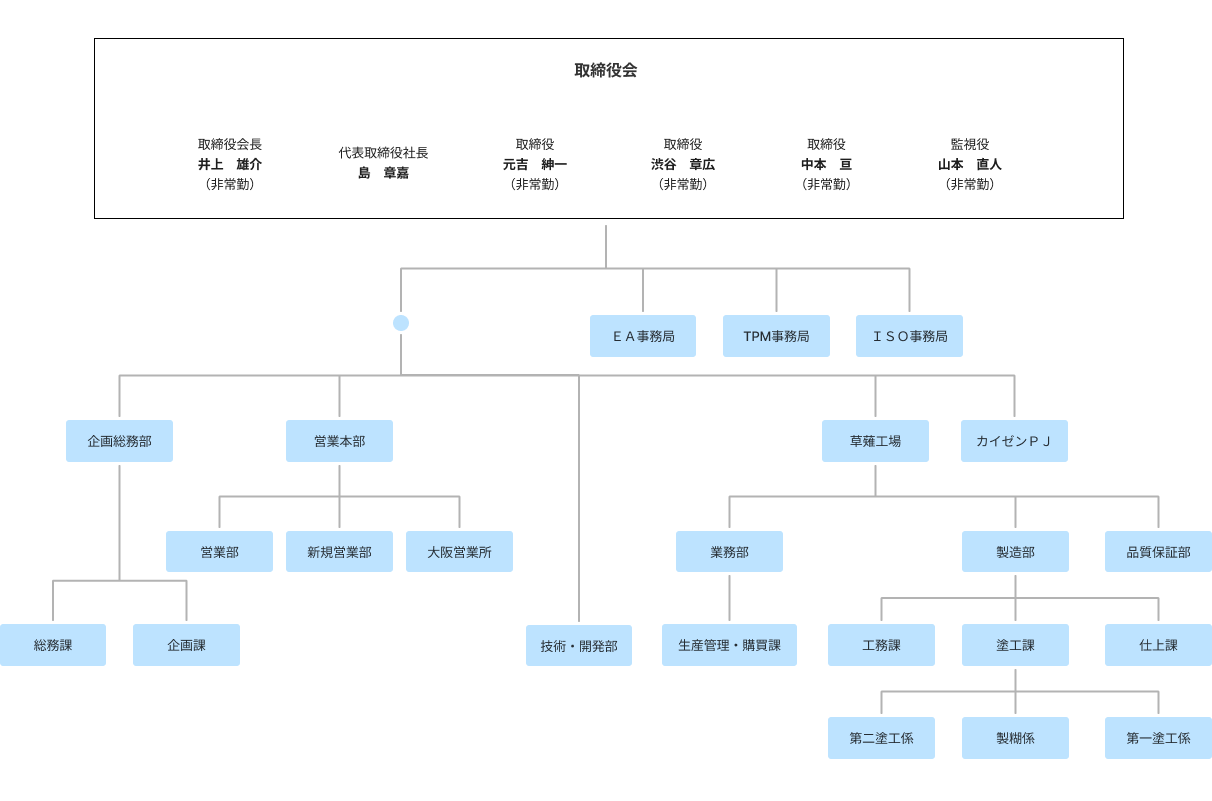 取締役会
取締役会長
井上　雄介
（非常勤）
代表取締役社長
島　章嘉
取締役
元吉　紳一
（非常勤）
取締役
渋谷　章広
（非常勤）
取締役
中本　亘
（非常勤）
監視役
山本　直人
（非常勤）
ＥＡ事務局
TPM事務局
ＩＳＯ事務局
企画総務部
営業本部
草薙工場
カイゼンＰＪ
営業部
新規営業部
大阪営業所
業務部
製造部
品質保証部
総務課
企画課
技術・開発部
生産管理・購買課
工務課
塗工課
仕上課
第二塗工係
製糊係
第一塗工係